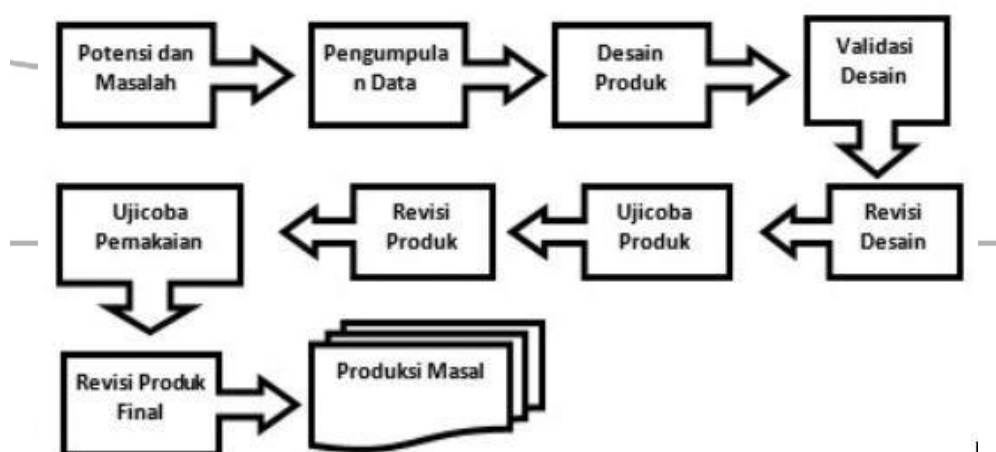 Potensi dan
Masalah
Pengumpula
n Data
Desain
Produk
Validasi
Desain
Revisi
Desain
Ujicoba
Produk
Revisi
Produk
Ujicoba
Pemakaian
Revisi Produk
Final
Produksi Masal